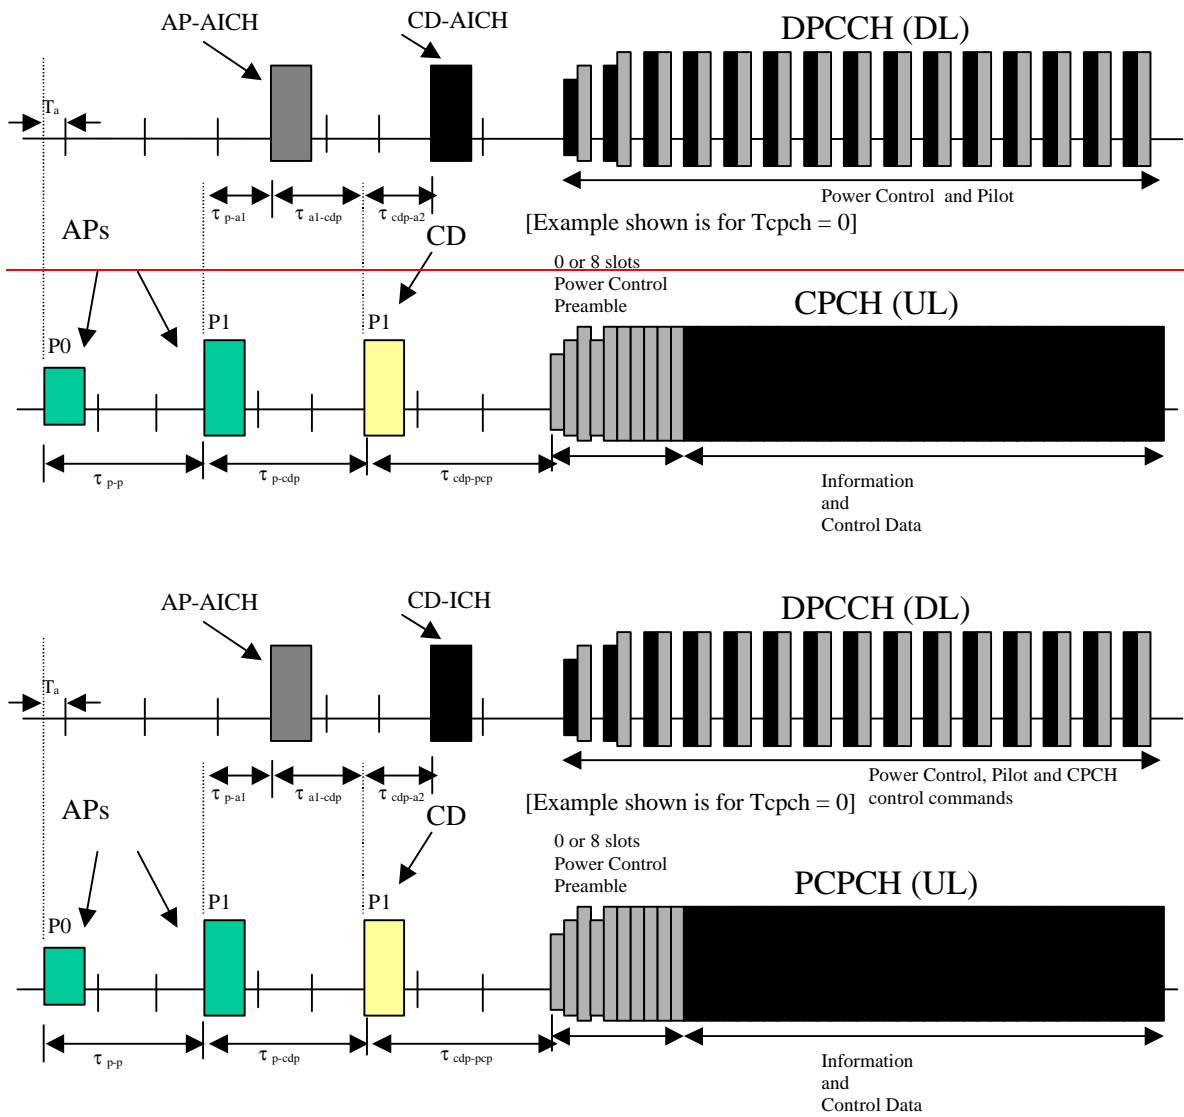 AP-AICH
CD-AICH
DPCCH (DL)
Ta
Power Control and Pilot
τ p-a1
τ a1-cdp
τ cdp-a2
[Example shown is for Tcpch = 0]
APs
CD
0 or 8 slots
Power Control
Preamble
CPCH (UL)
P0
P1
P1
τ p-p
τ p-cdp
τ cdp-pcp
Information
and
Control Data
AP-AICH
CD-ICH
DPCCH (DL)
Ta
Power Control, Pilot and CPCH
control commands
τ p-a1
τ a1-cdp
τ cdp-a2
[Example shown is for Tcpch = 0]
APs
CD
0 or 8 slots
Power Control
Preamble
PCPCH (UL)
P0
P1
P1
τ p-p
τ p-cdp
τ cdp-pcp
Information
and
Control Data